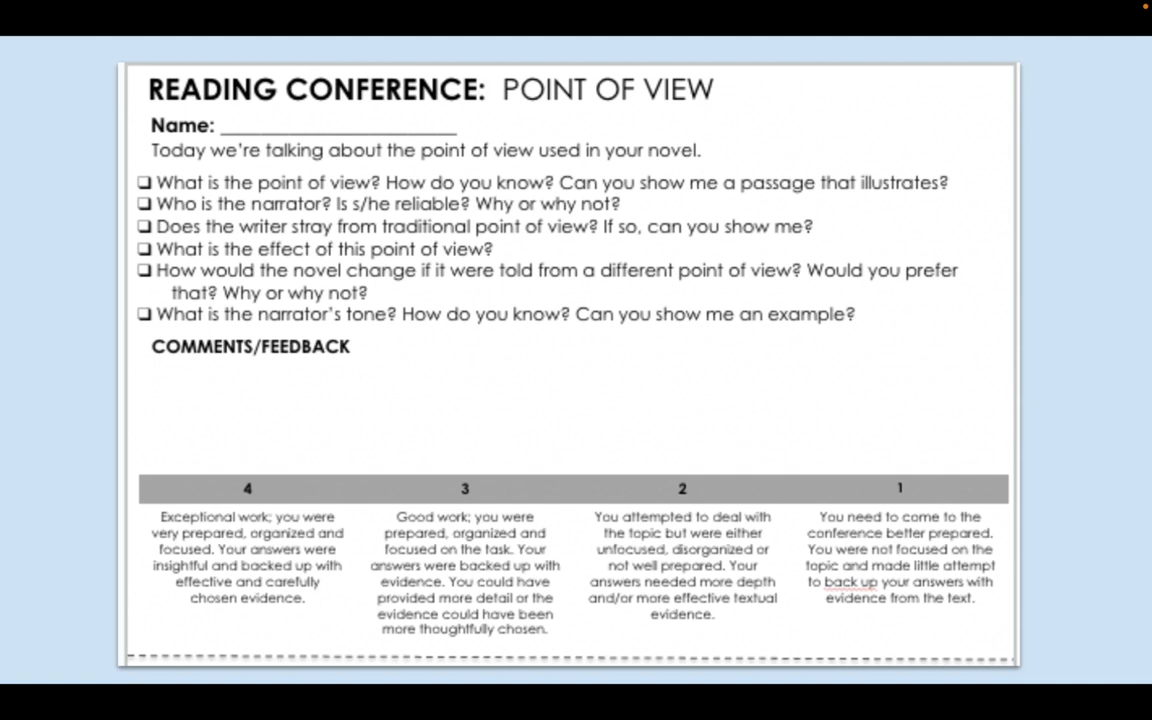 READING CONFERENCE: POINT OF VIEW
Name: ______________________
Today we're talking about the point of view used in your novel.
❑ What is the point of view? How do you know? Can you show me a passage that illustrates?
❑ Who is the narrator? Is s/he reliable? Why or why not?
❑ Does the writer stray from traditional point of view? If so, can you show me?
❑ What is the effect of this point of view?
❑ How would the novel change if it were told from a different point of view? Would you prefer
that? Why or why not?
❑ What is the narrator's tone? How do you know? Can you show me an example?
COMMENTS/FEEDBACK
4 3 2 1
Exceptional work; you were
very prepared, organized and
focused. Your answers were
insightful and backed up with
effective and carefully
chosen evidence.
Good work; you were
prepared, organized and
focused on the task. Your
answers were backed up with
evidence. You could have
provided more detail or the
evidence could have been
more thoughtfully chosen.
You attempted to deal with
the topic but were either
unfocused, disorganized or
not well prepared. Your
answers needed more depth
and/or more effective textual
evidence.
You need to come to the
conference better prepared.
You were not focused on the
topic and made little attempt
to back up your answers with
evidence from the text.